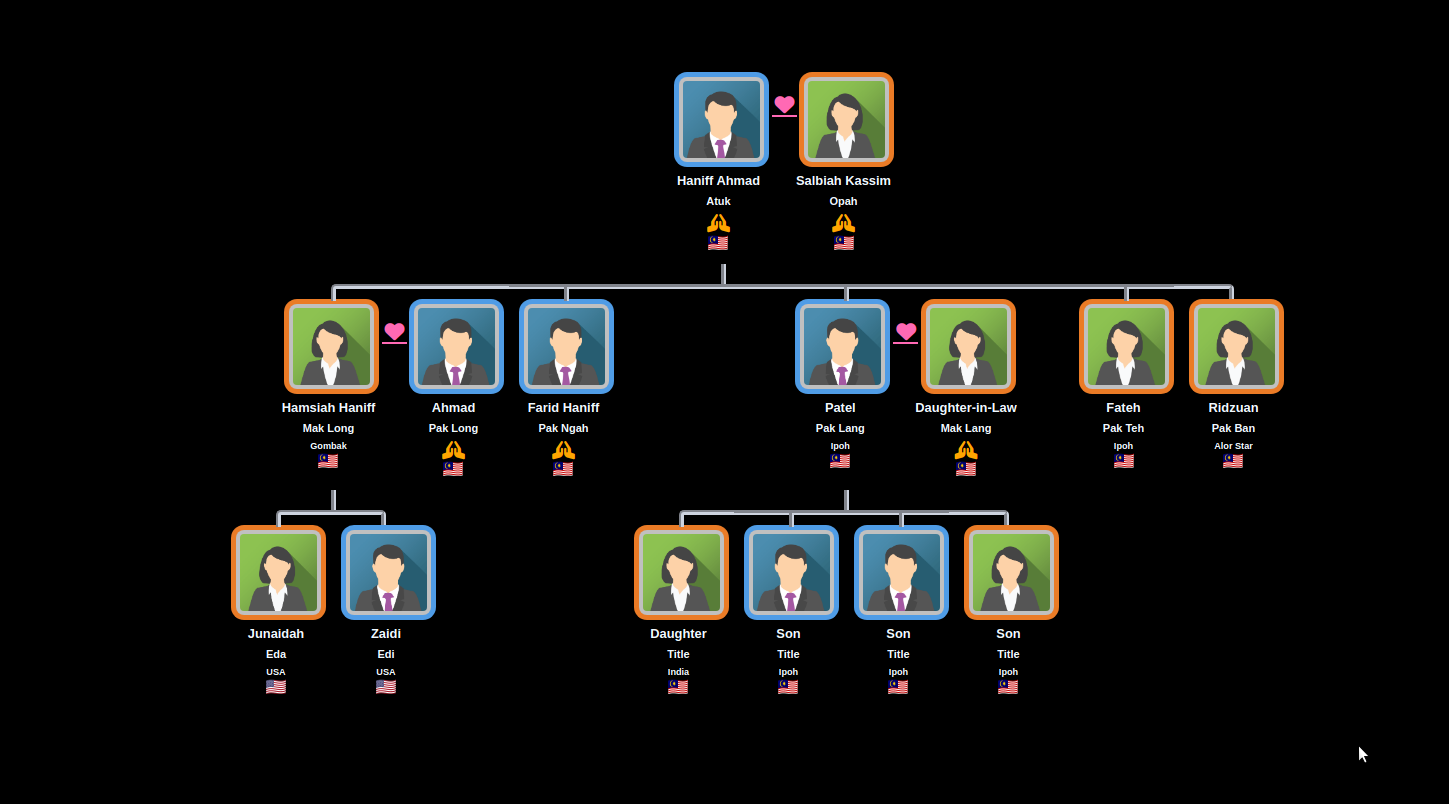 Haniff Ahmad
Atuk
Salbiah Kassim
Opah
Hamsiah Haniff
Mak Long
Gombak
Ahmad
Pak Long
Farid Haniff
Pak Ngah
Patel
Pak Lang
Ipoh
Daughter-in-Law
Mak Lang
Fateh
Pak Teh
Ipoh
Ridzuan
Pak Ban
Alor Star
Junaidah
Eda
USA
Zaidi
Edi
USA
Daughter
Title
India
Son
Title
Ipoh
Son
Title
Ipoh
Son
Title
Ipoh